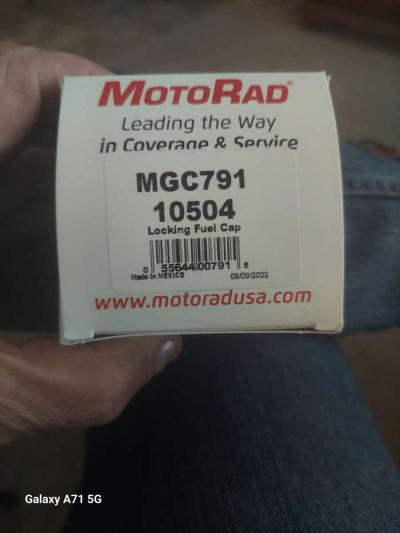 MOTORAD
Leading the Way
in Coverage & Service
MGC791
10504
Locking Fuel Cap
0 55644 00791 5
Made in MEXICO 09/09/2022
www.motoradusa.com
Galaxy A71 5G